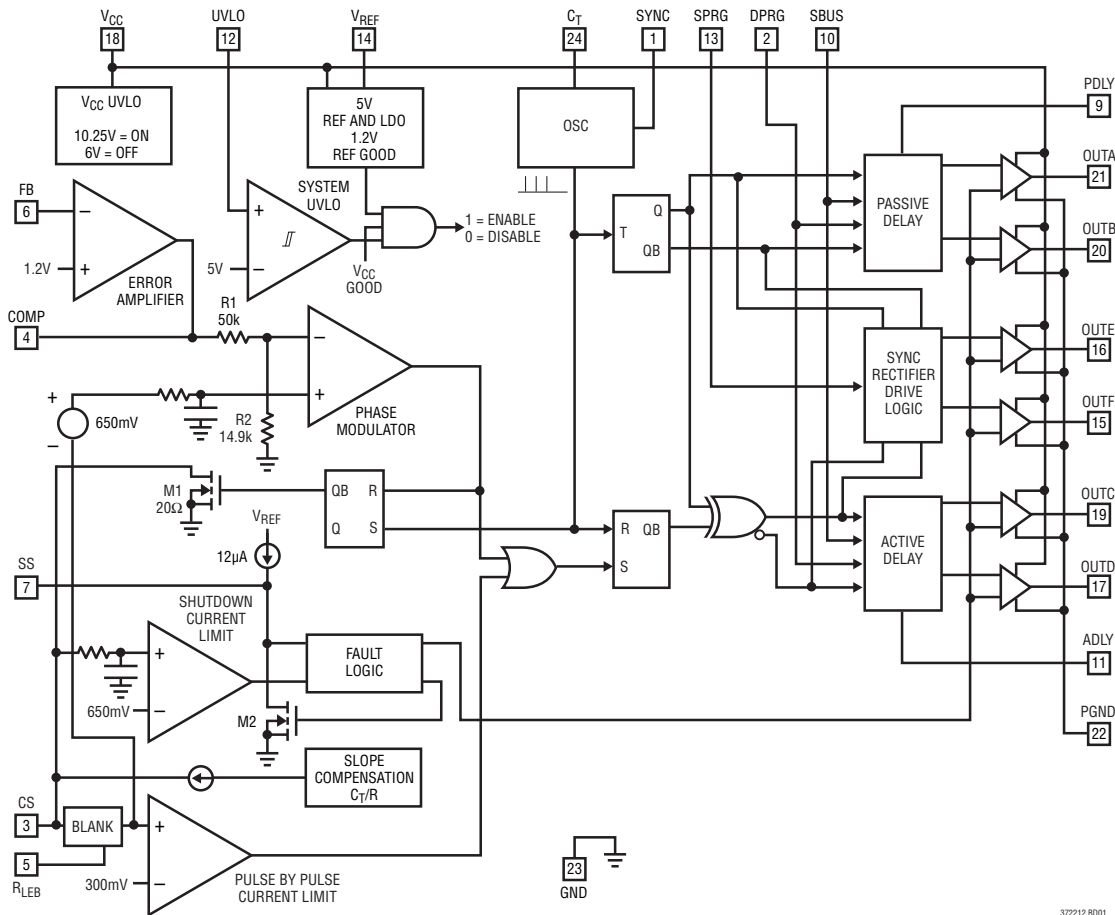 VCC
18
UVLO
12
VREF
14
CT
24
SYNC
1
SPRG
13
DPRG
2
SBUS
10
PDLY
9
VCC UVLO
10.25V = ON
6V = OFF
5V
REF AND LDO
1.2V
REF GOOD
OSC
FB
6
−
+
1.2V
ERROR
AMPLIFIER
SYSTEM
UVLO
+
5V
−
VCC
GOOD
1 = ENABLE
0 = DISABLE
T
Q
QB
PASSIVE
DELAY
OUTA
21
OUTB
20
COMP
4
R1
50k
−
+
PHASE
MODULATOR
R2
14.9k
+
650mV
−
SYNC
RECTIFIER
DRIVE
LOGIC
OUTE
16
OUTF
15
M1
20Ω
QB
R
Q
S
R
QB
S
ACTIVE
DELAY
OUTC
19
OUTD
17
VREF
12µA
SS
7
SHUTDOWN
CURRENT
LIMIT
+
650mV
−
FAULT
LOGIC
M2
ADLY
11
PGND
22
SLOPE
COMPENSATION
CT/R
CS
3
BLANK
+
5
RLEB
300mV
−
PULSE BY PULSE
CURRENT LIMIT
23
GND
372212 BD01